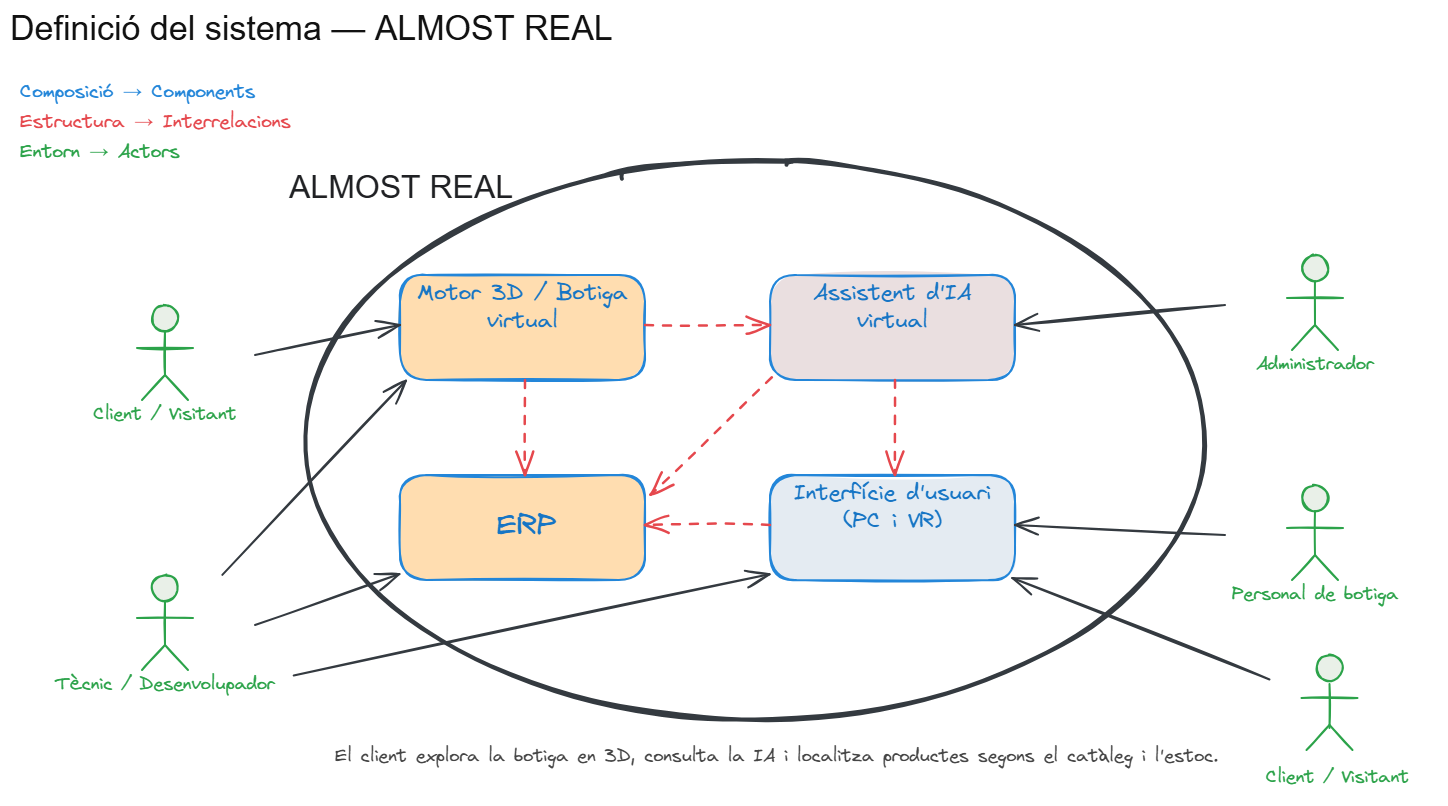 Definició del sistema — ALMOST REAL
Composició → Components
Estructura → Interrelacions
Entorn → Actors
ALMOST REAL
Motor 3D / Botiga
virtual
Assistent d'IA
virtual
Administrador
Client / Visitant
ERP
Interfície d'usuari
(PC i VR)
Personal de botiga
Tècnic / Desenvolupador
El client explora la botiga en 3D, consulta la IA i localitza productes segons el catàleg i l'estoc.
Client / Visitant